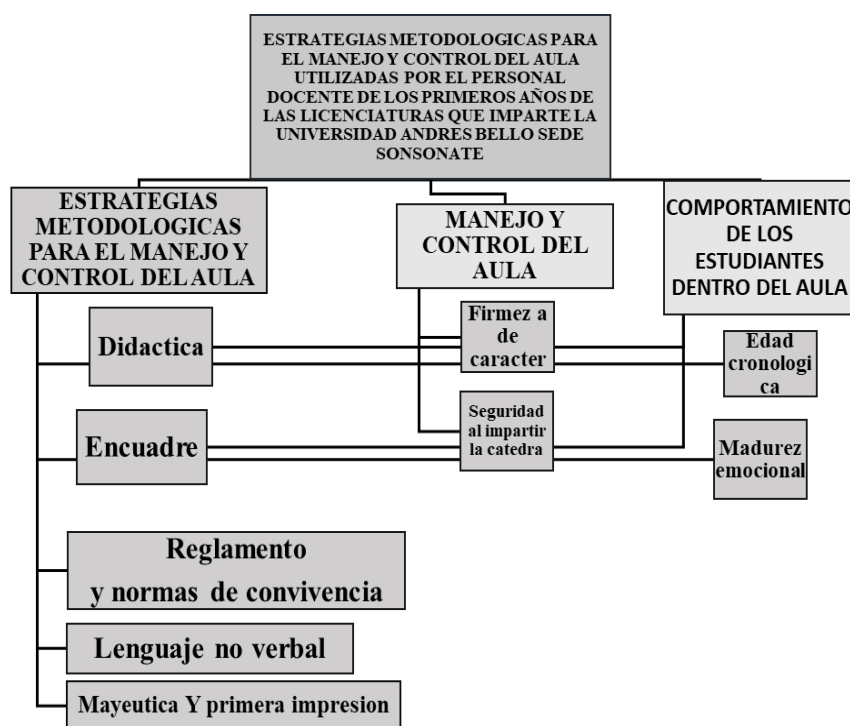 ESTRATEGIAS METODOLOGICAS PARA
EL MANEJO Y CONTROL DEL AULA
UTILIZADAS POR EL PERSONAL
DOCENTE DE LOS PRIMEROS AÑOS DE
LAS LICENCIATURAS QUE IMPARTE LA
UNIVERSIDAD ANDRES BELLO SEDE
SONSONATE
ESTRATEGIAS
METODOLOGICAS
PARA EL MANEJO Y
CONTROL DEL AULA
MANEJO Y
CONTROL DEL
AULA
COMPORTAMIENTO
DE LOS
ESTUDIANTES
DENTRO DEL AULA
Didactica
Firmez a
de
caracter
Edad
cronologi
ca
Encuadre
Seguridad
al impartir
la catedra
Madurez
emocional
Reglamento
y normas de convivencia
Lenguaje no verbal
Mayeutica Y primera impresion